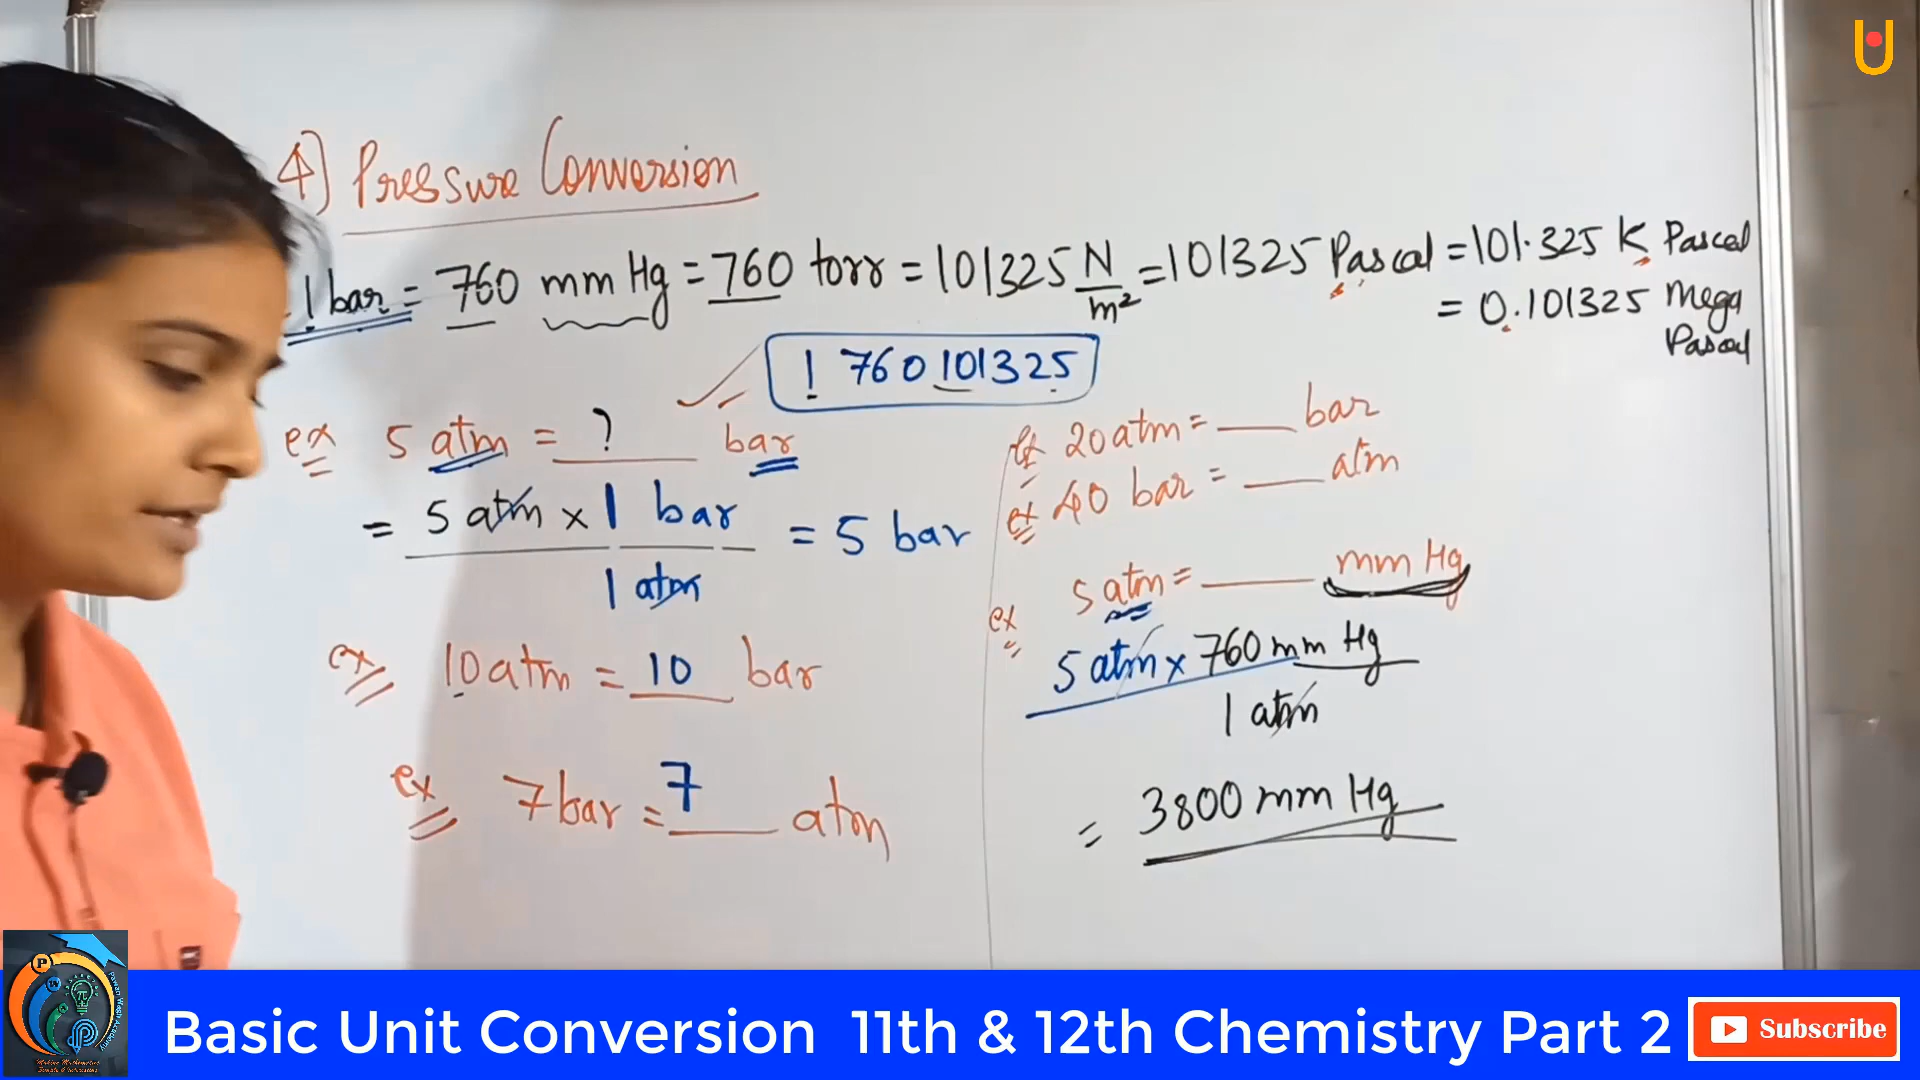 4) Pressure Conversion
1 bar = 760 mm Hg = 760 torr = 101325 N/m² = 101325 Pascal = 101.325 K Pascal
= 0.101325 Mega Pascal
1 760 101325
ex 5 atm = ? bar
= 5 atm x 1 bar / 1 atm = 5 bar
ex 10 atm = 10 bar
ex 7 bar = 7 atm
ex 20 atm = ___ bar
ex 40 bar = ___ atm
ex 5 atm = ___ mm Hg
5 atm x 760 mm Hg
1 atm
= 3800 mm Hg
Basic Unit Conversion 11th & 12th Chemistry Part 2
Subscribe